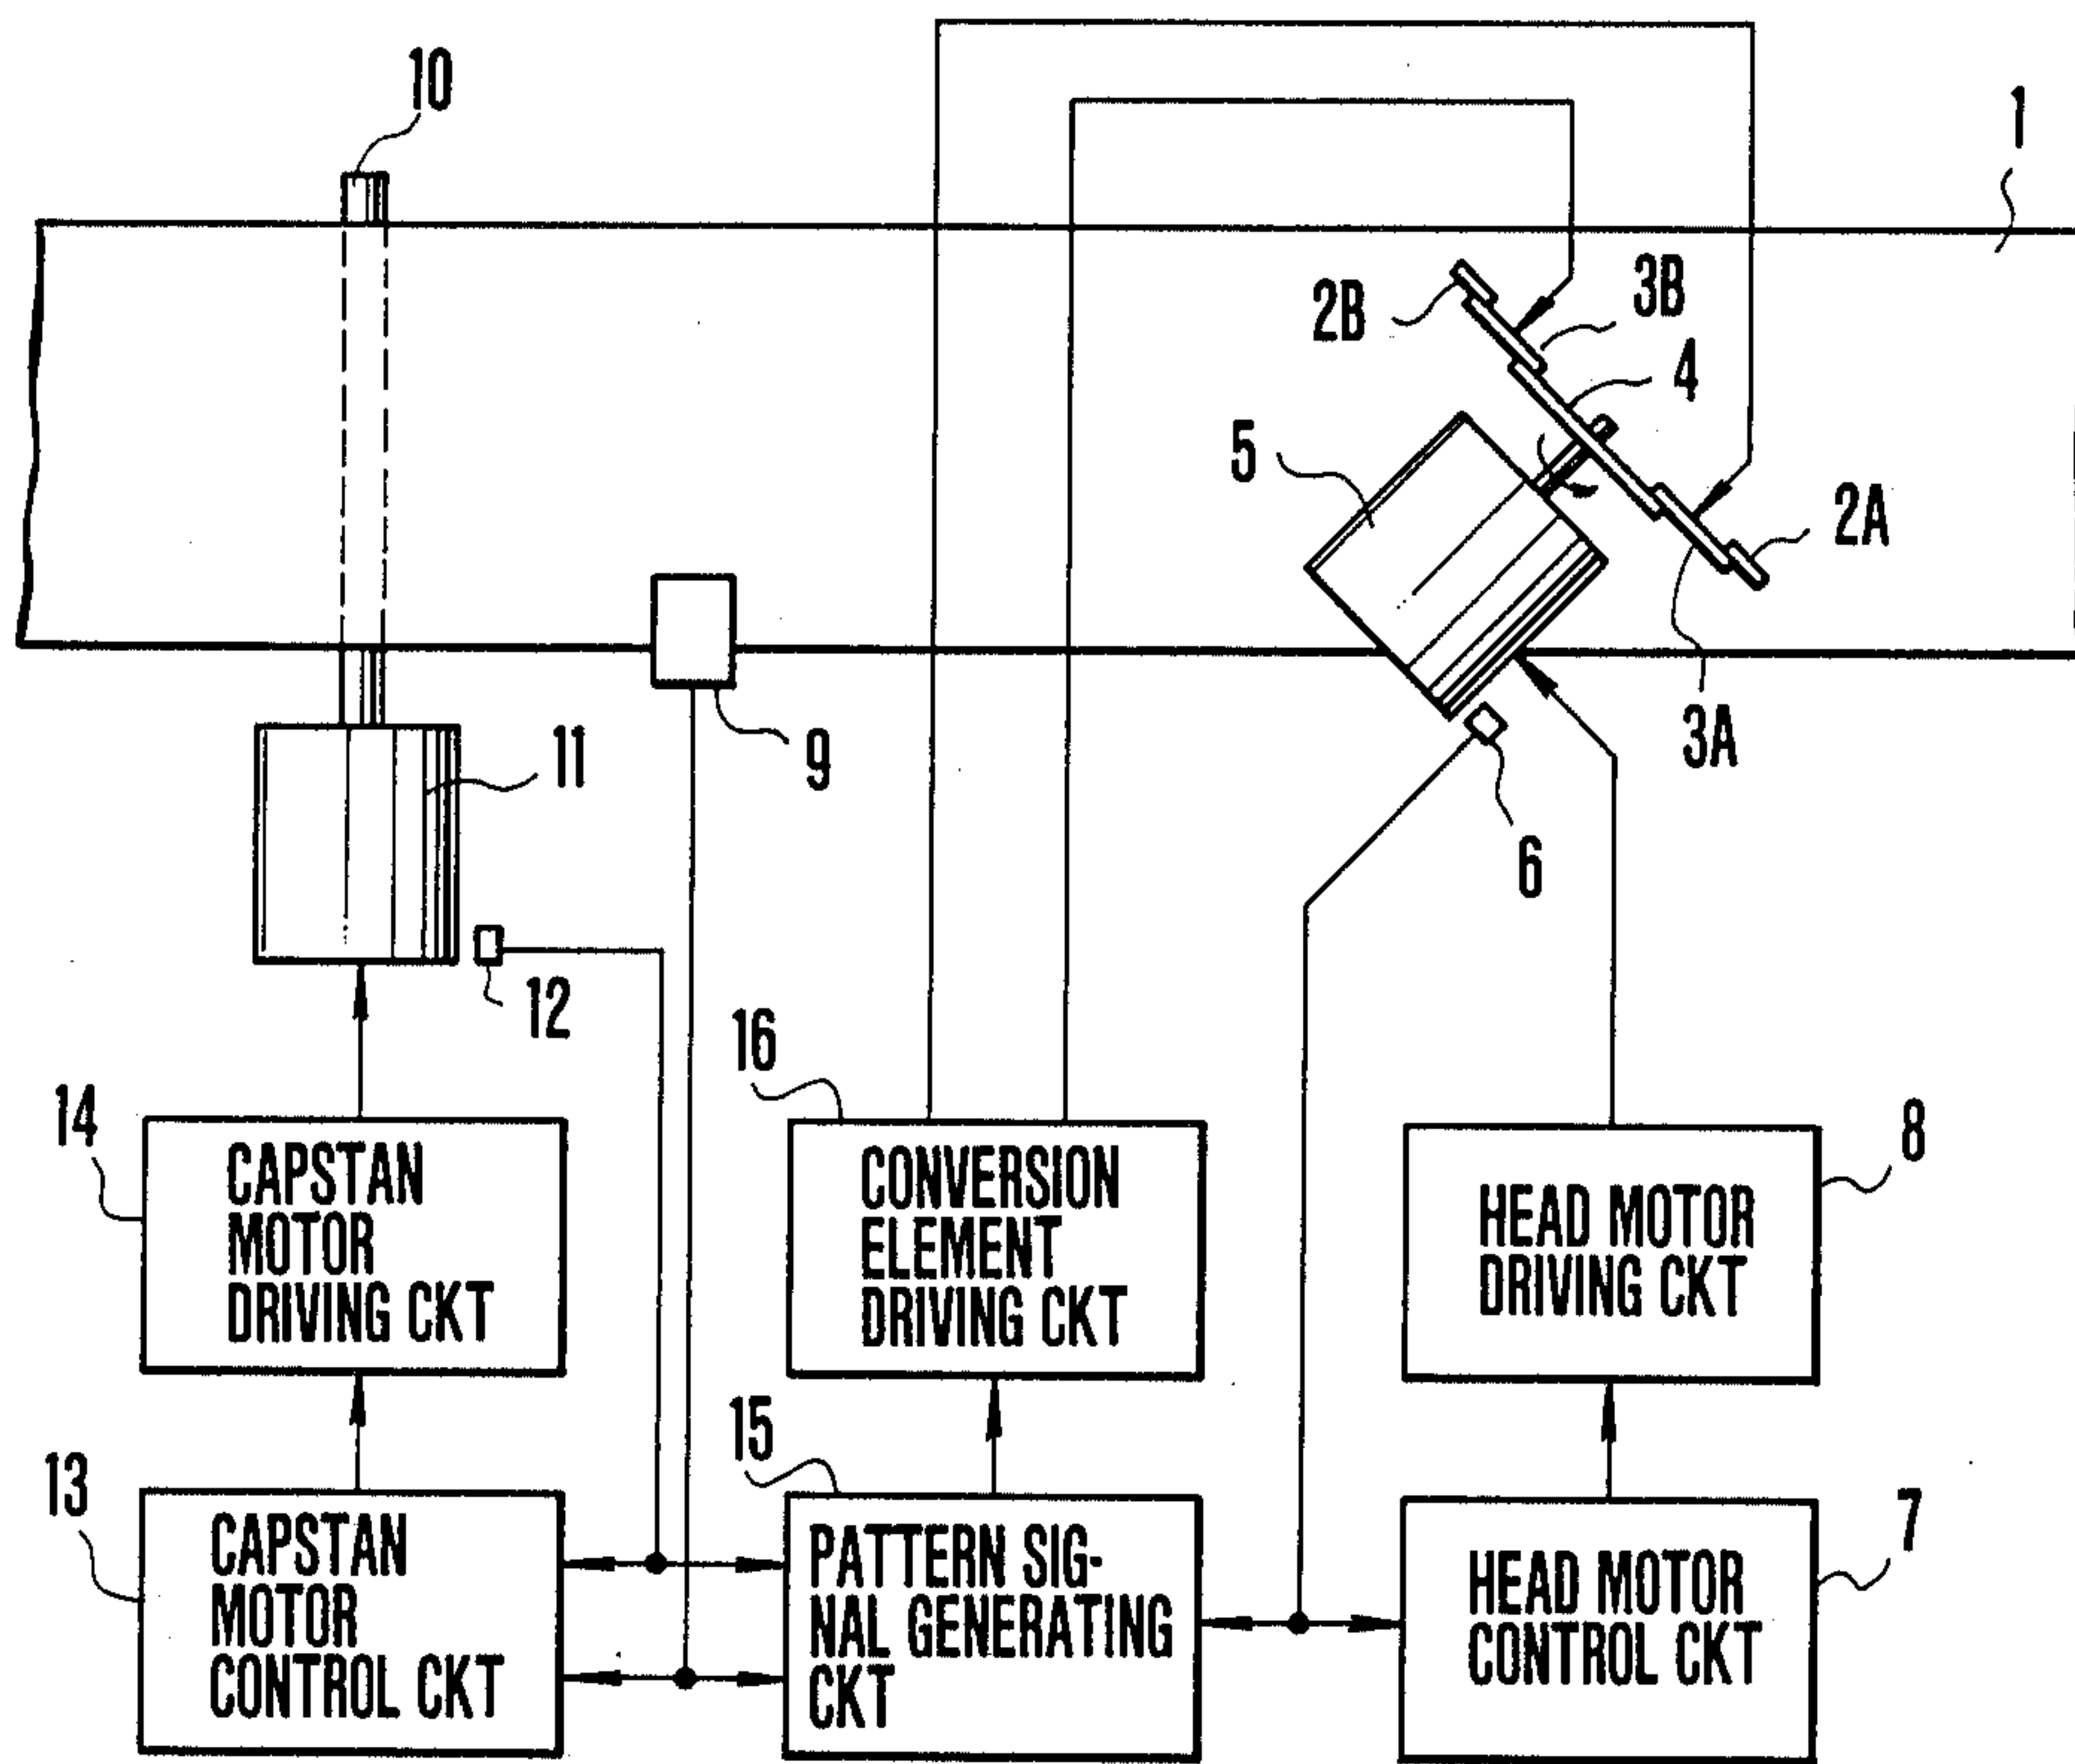 10
1
2B
3B
4
5
2A
3A
9
11
6
12
16
14
CAPSTAN
MOTOR
DRIVING CKT
CONVERSION
ELEMENT
DRIVING CKT
8
HEAD MOTOR
DRIVING CKT
13
CAPSTAN
MOTOR
CONTROL CKT
15
PATTERN SIG-
NAL GENERATING
CKT
7
HEAD MOTOR
CONTROL CKT